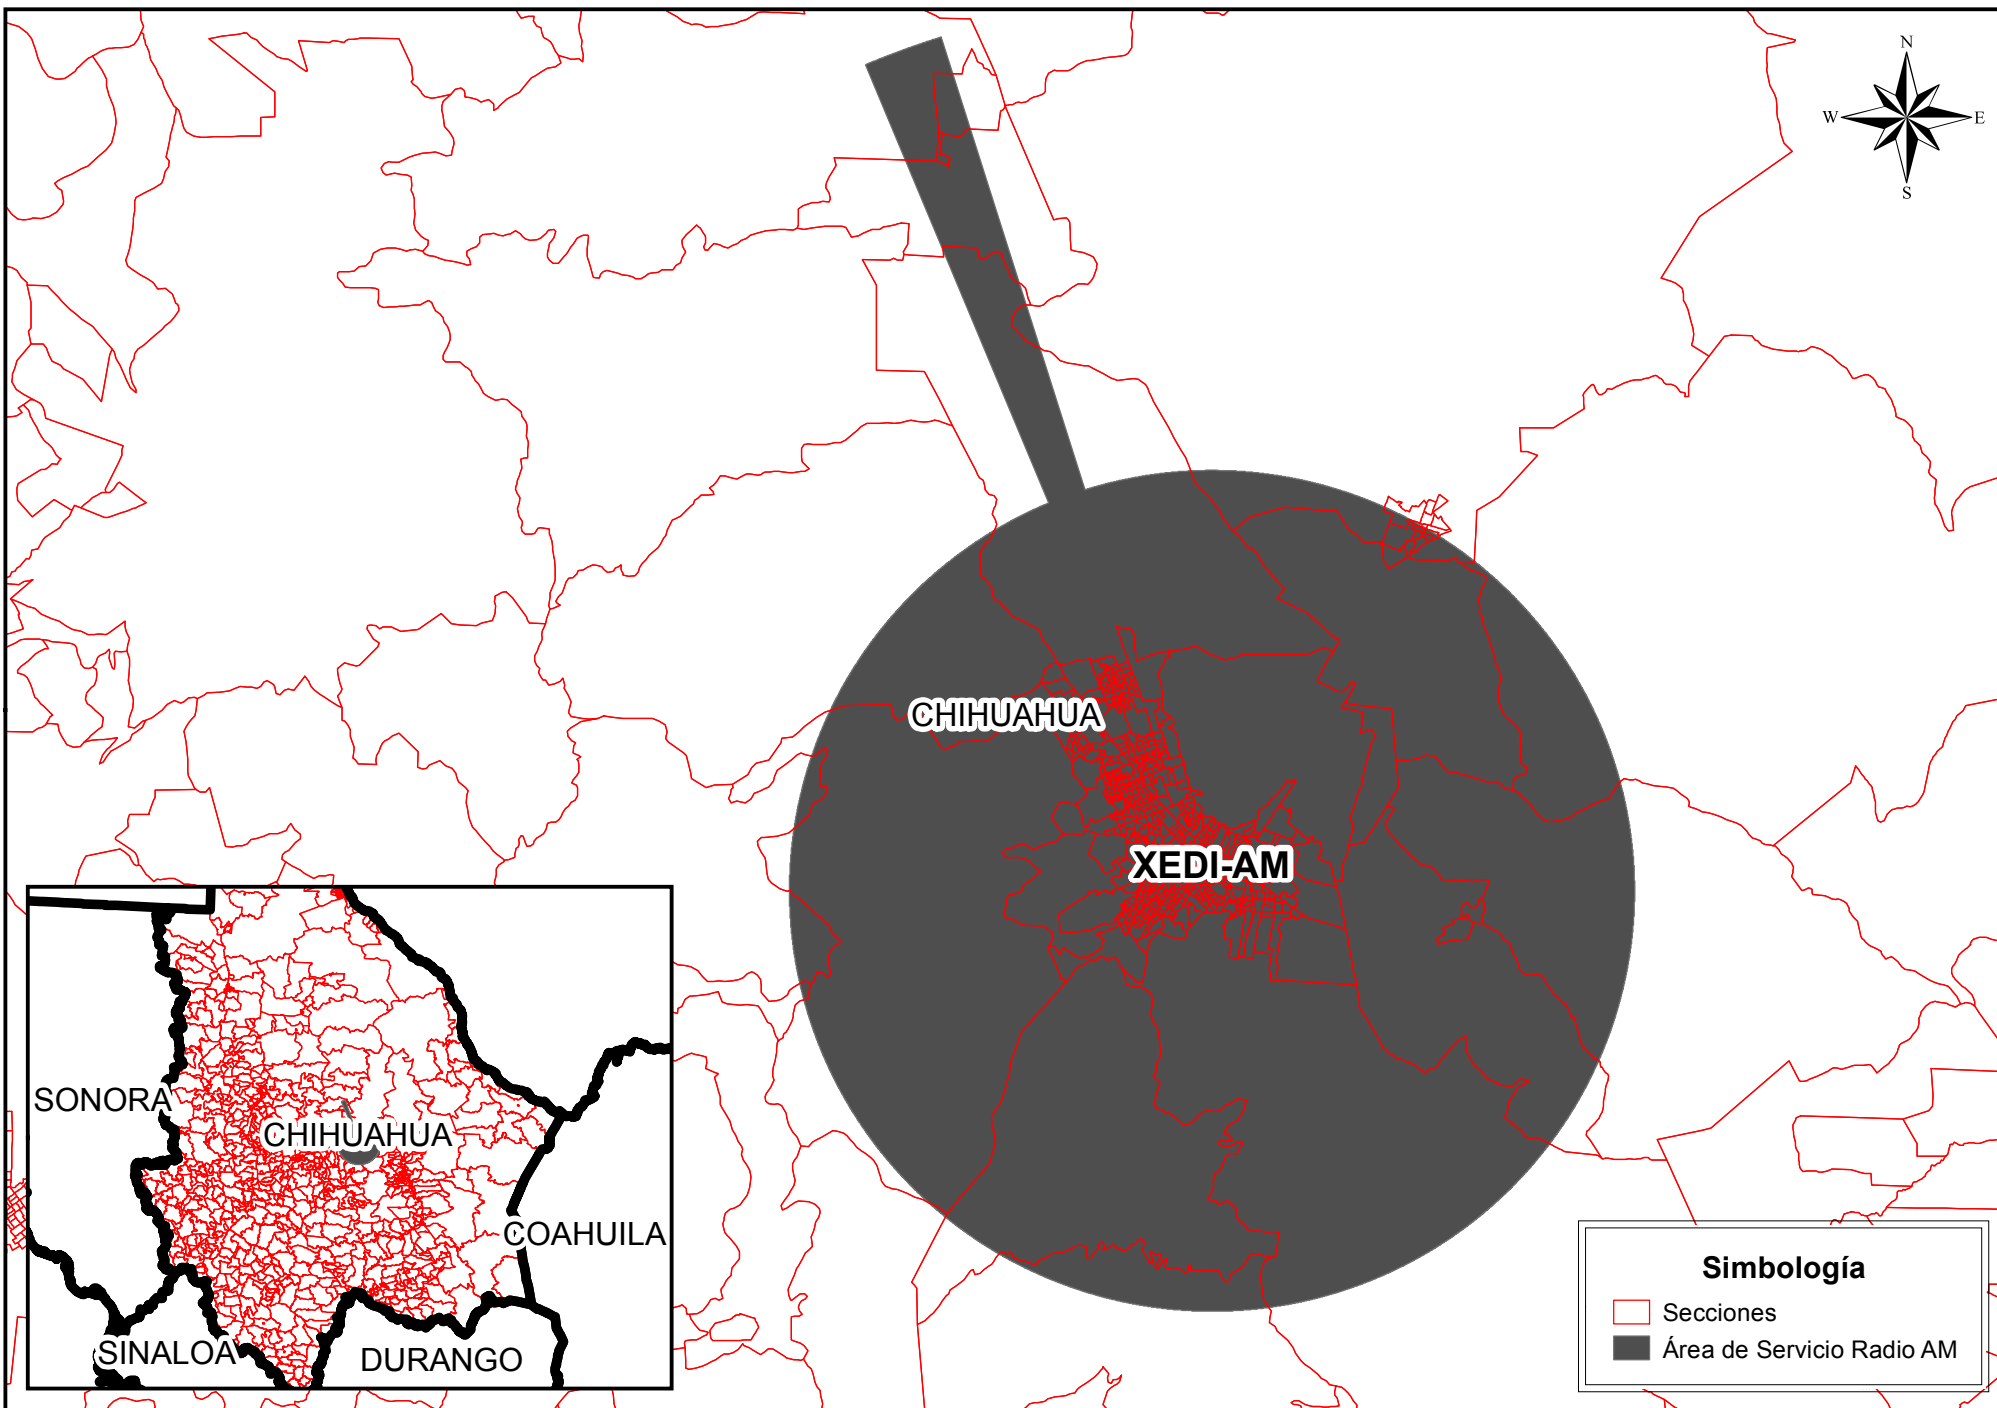 N
W
E
S
CHIHUAHUA
XEDI-AM
SONORA
CHIHUAHUA
COAHUILA
SINALOA
DURANGO
Simbología
Secciones
Área de Servicio Radio AM